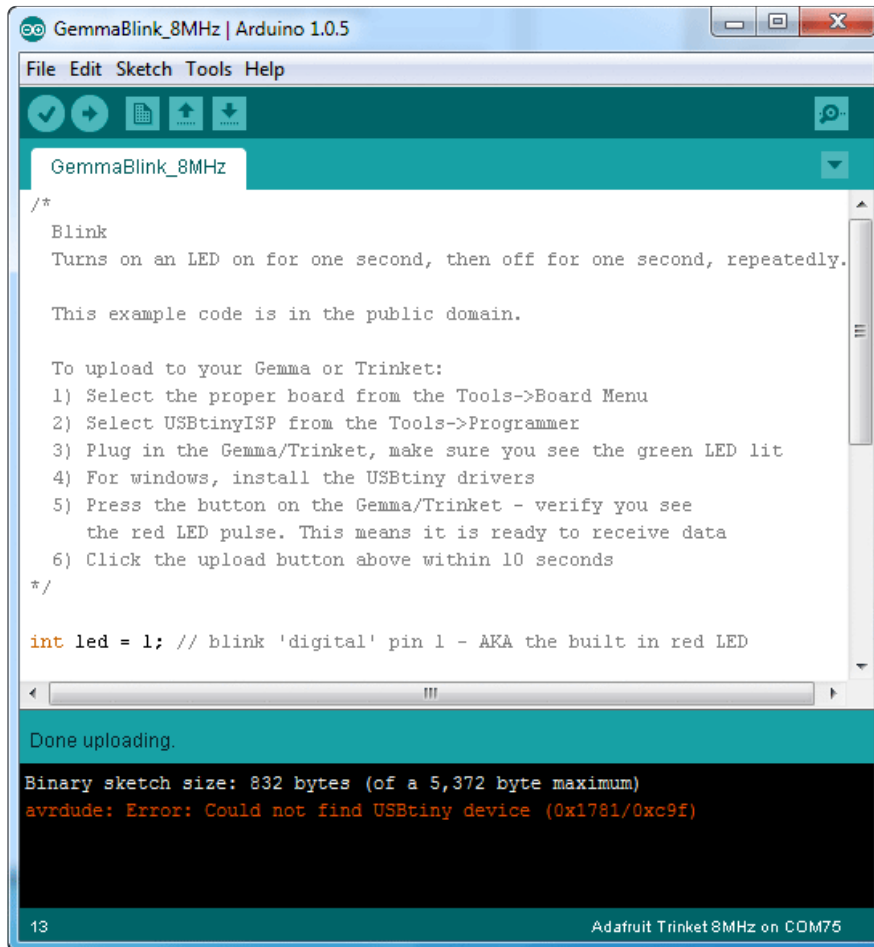 GemmaBlink_8MHz | Arduino 1.0.5
File Edit Sketch Tools Help
GemmaBlink_8MHz
/*
Blink
Turns on an LED on for one second, then off for one second, repeatedly.
This example code is in the public domain.
To upload to your Gemma or Trinket:
1) Select the proper board from the Tools->Board Menu
2) Select USBtinyISP from the Tools->Programmer
3) Plug in the Gemma/Trinket, make sure you see the green LED lit
4) For windows, install the USBtiny drivers
5) Press the button on the Gemma/Trinket - verify you see
the red LED pulse. This means it is ready to receive data
6) Click the upload button above within 10 seconds
*/
int led = 1; // blink 'digital' pin 1 - AKA the built in red LED
Done uploading.
Binary sketch size: 832 bytes (of a 5,372 byte maximum)
avrdude: Error: Could not find USBtiny device (0x1781/0xc9f)
13
Adafruit Trinket 8MHz on COM75